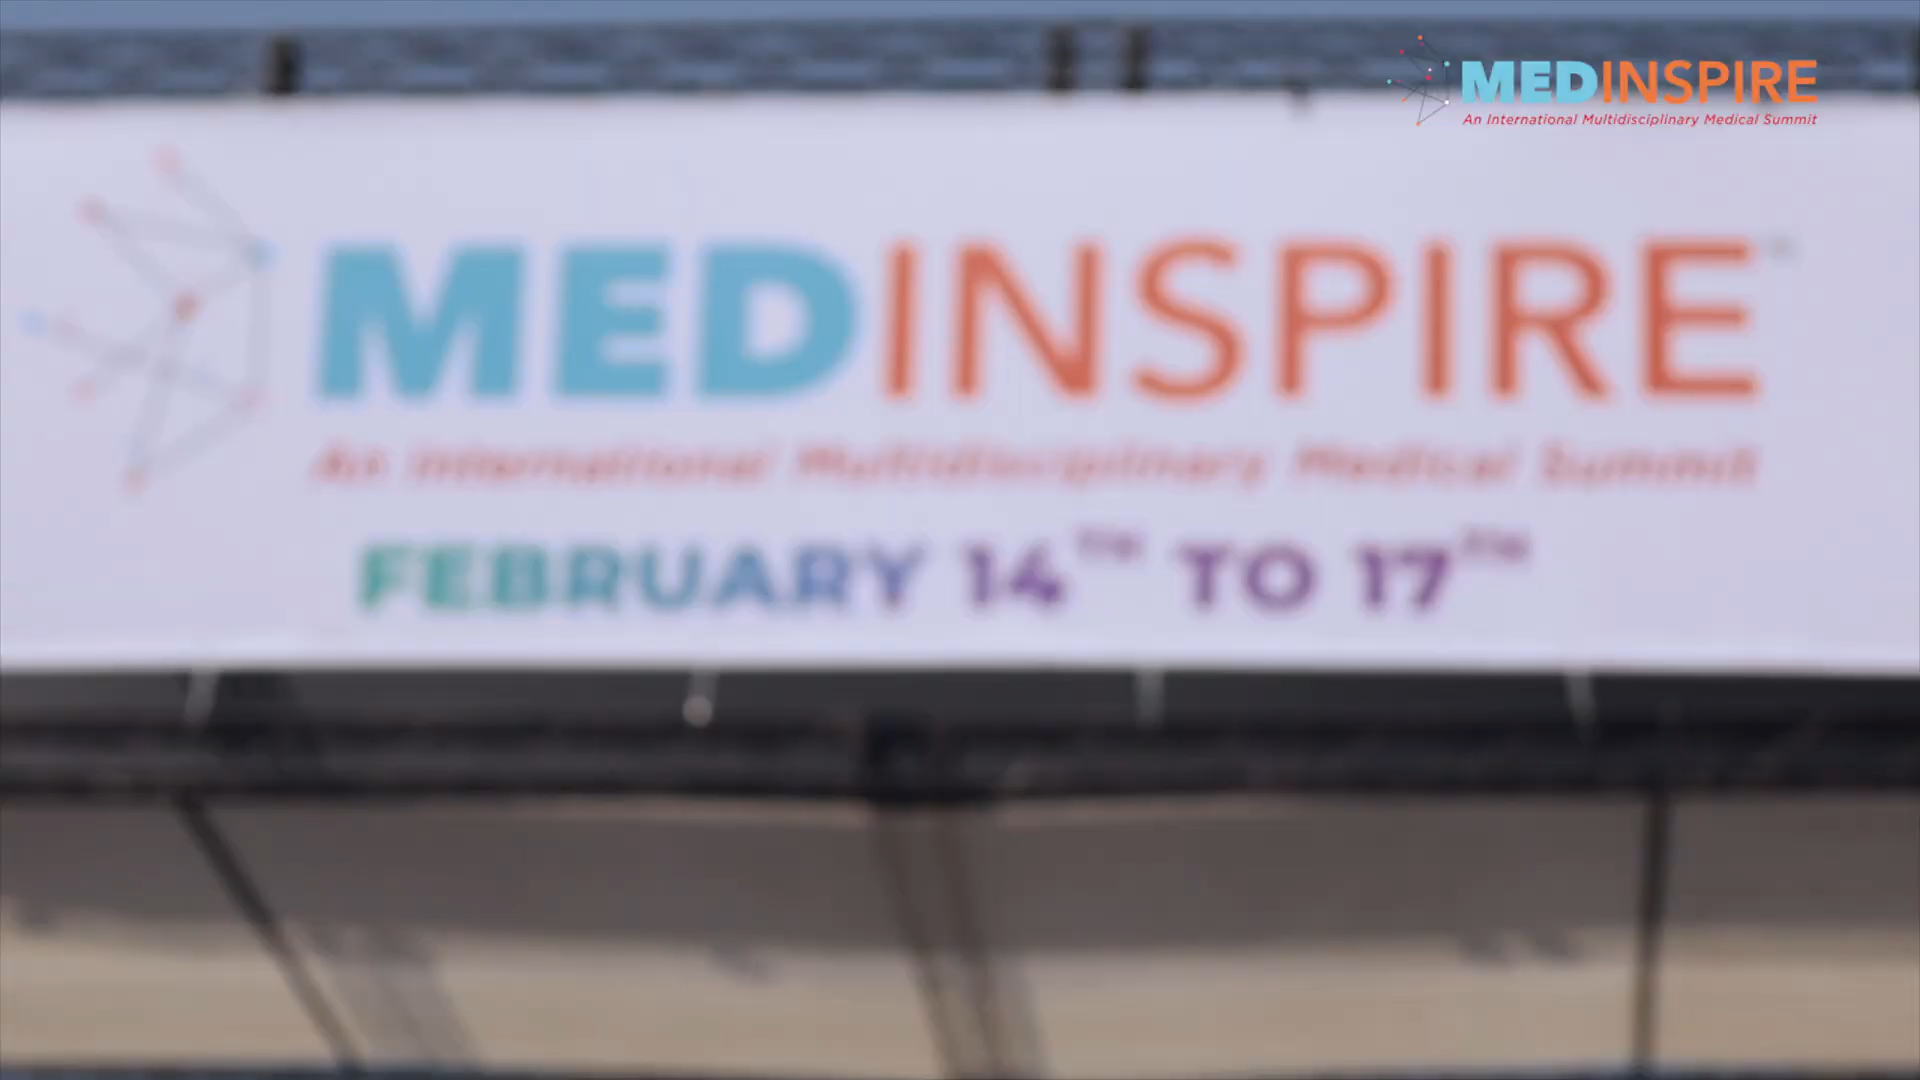 MEDINSPIRE
An International Multidisciplinary Medical Summit
MEDINSPIRE
An International Multidisciplinary Medical Summit
FEBRUARY 14TH TO 17TH